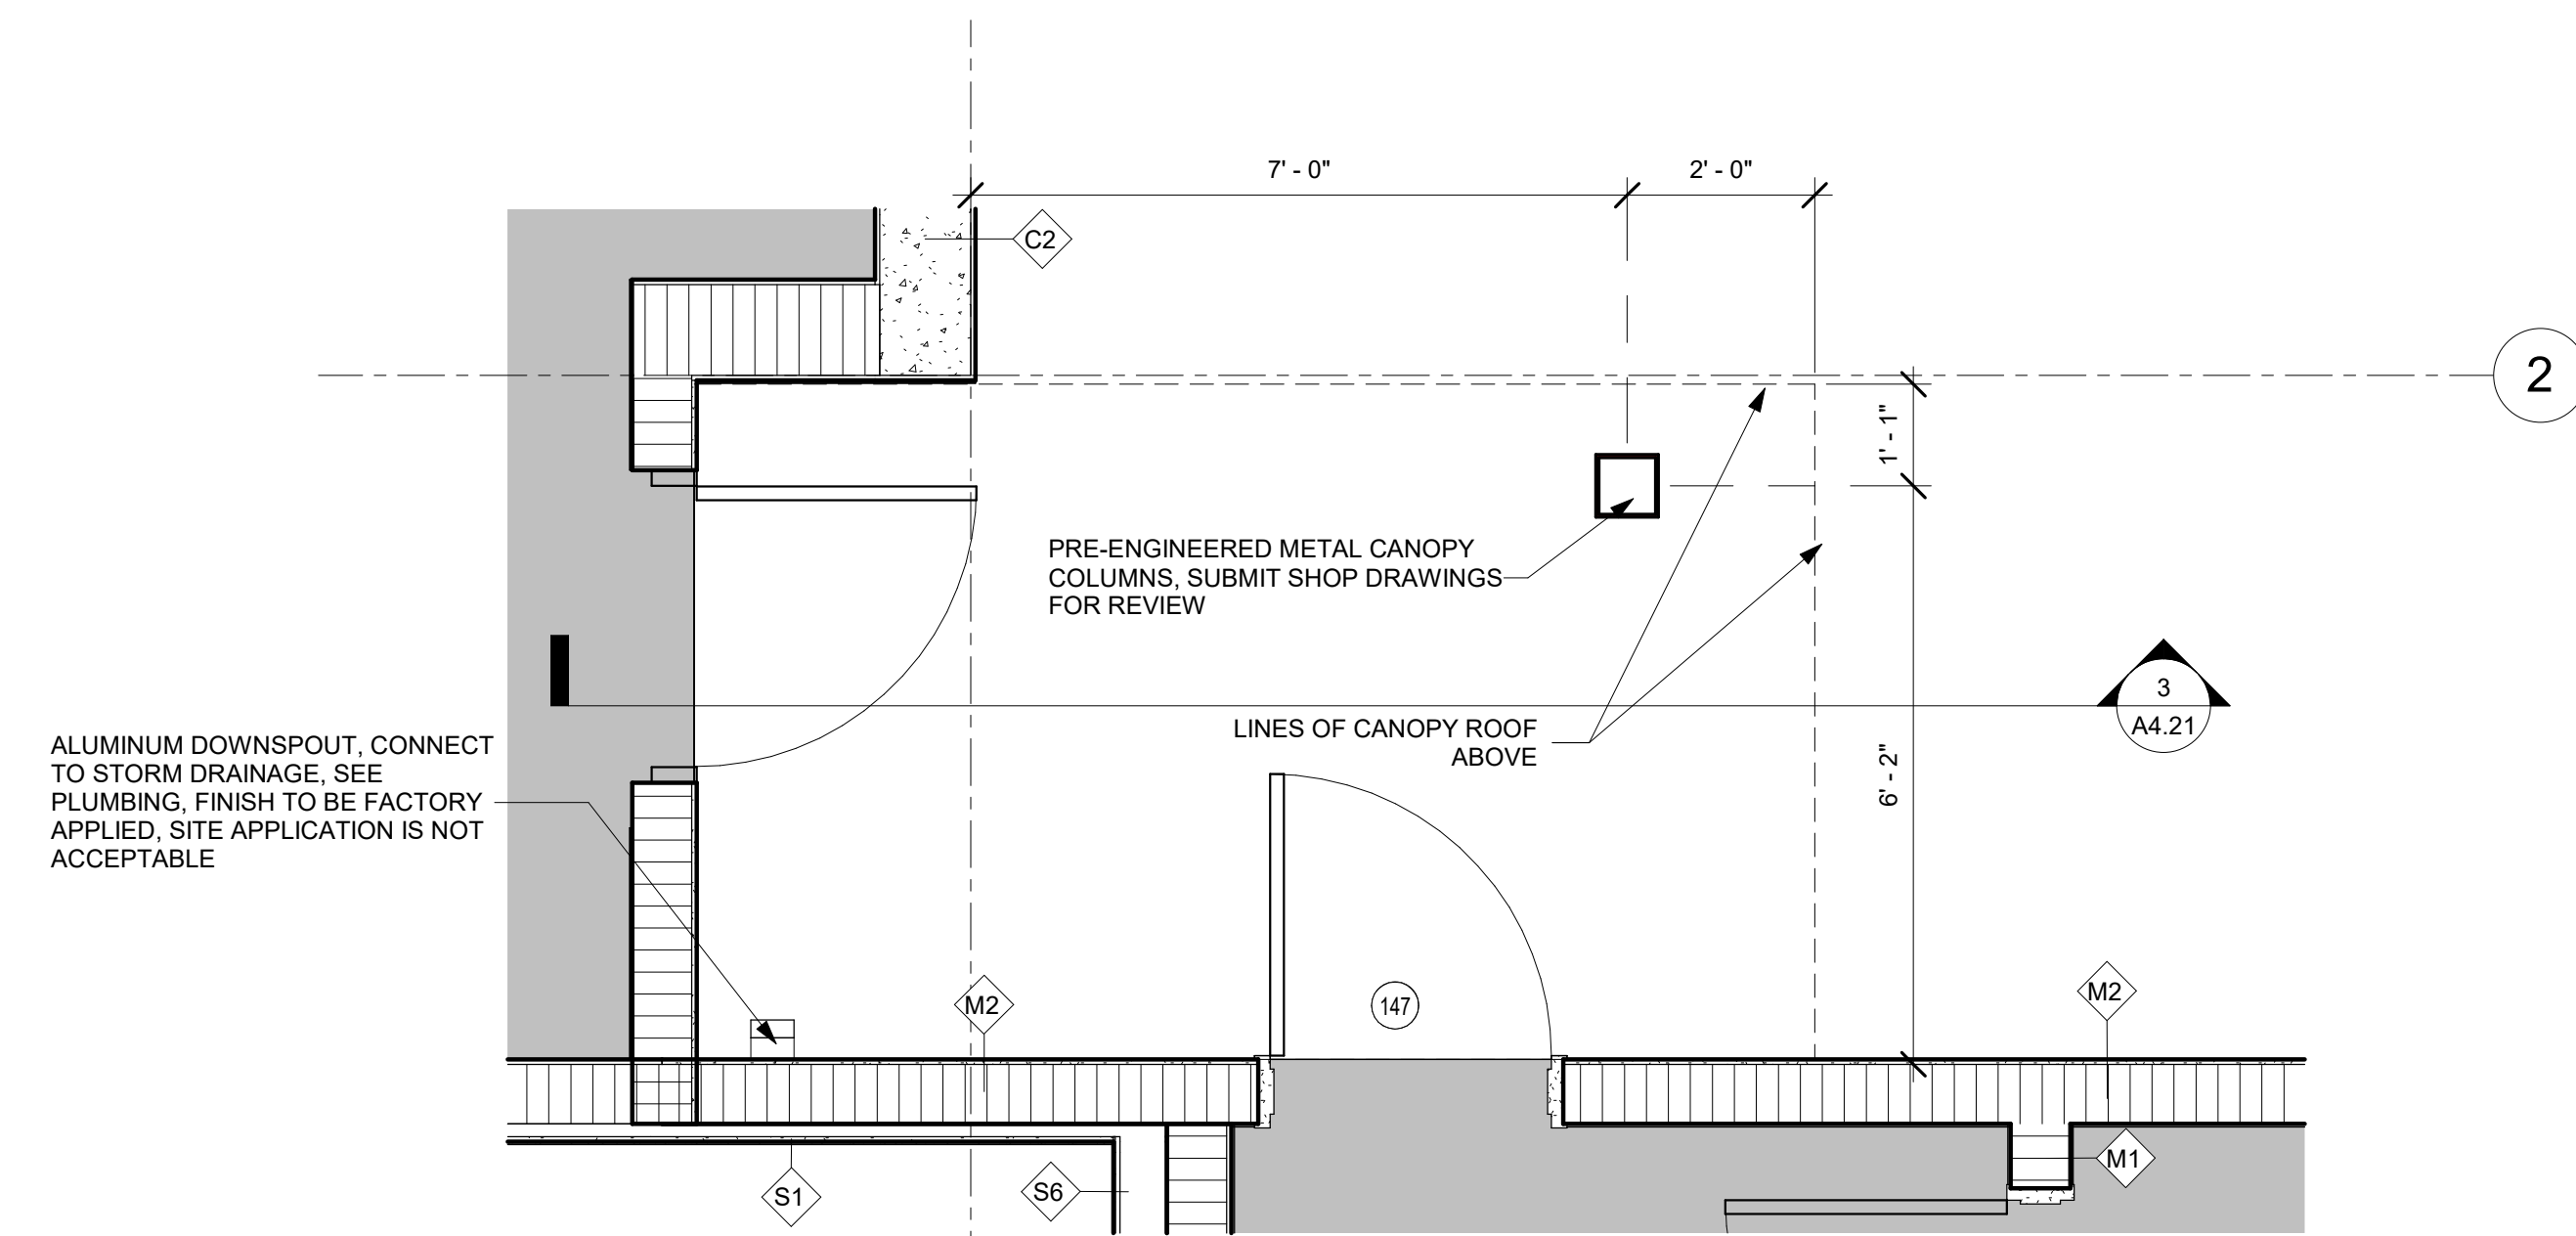 7' - 0"
2' - 0"
C2
2
1' - 1"
PRE-ENGINEERED METAL CANOPY
COLUMNS, SUBMIT SHOP DRAWINGS
FOR REVIEW
3
A4.21
LINES OF CANOPY ROOF
ABOVE
6' - 2"
ALUMINUM DOWNSPOUT, CONNECT
TO STORM DRAINAGE, SEE
PLUMBING, FINISH TO BE FACTORY
APPLIED, SITE APPLICATION IS NOT
ACCEPTABLE
M2
147
M2
S1
S6
M1